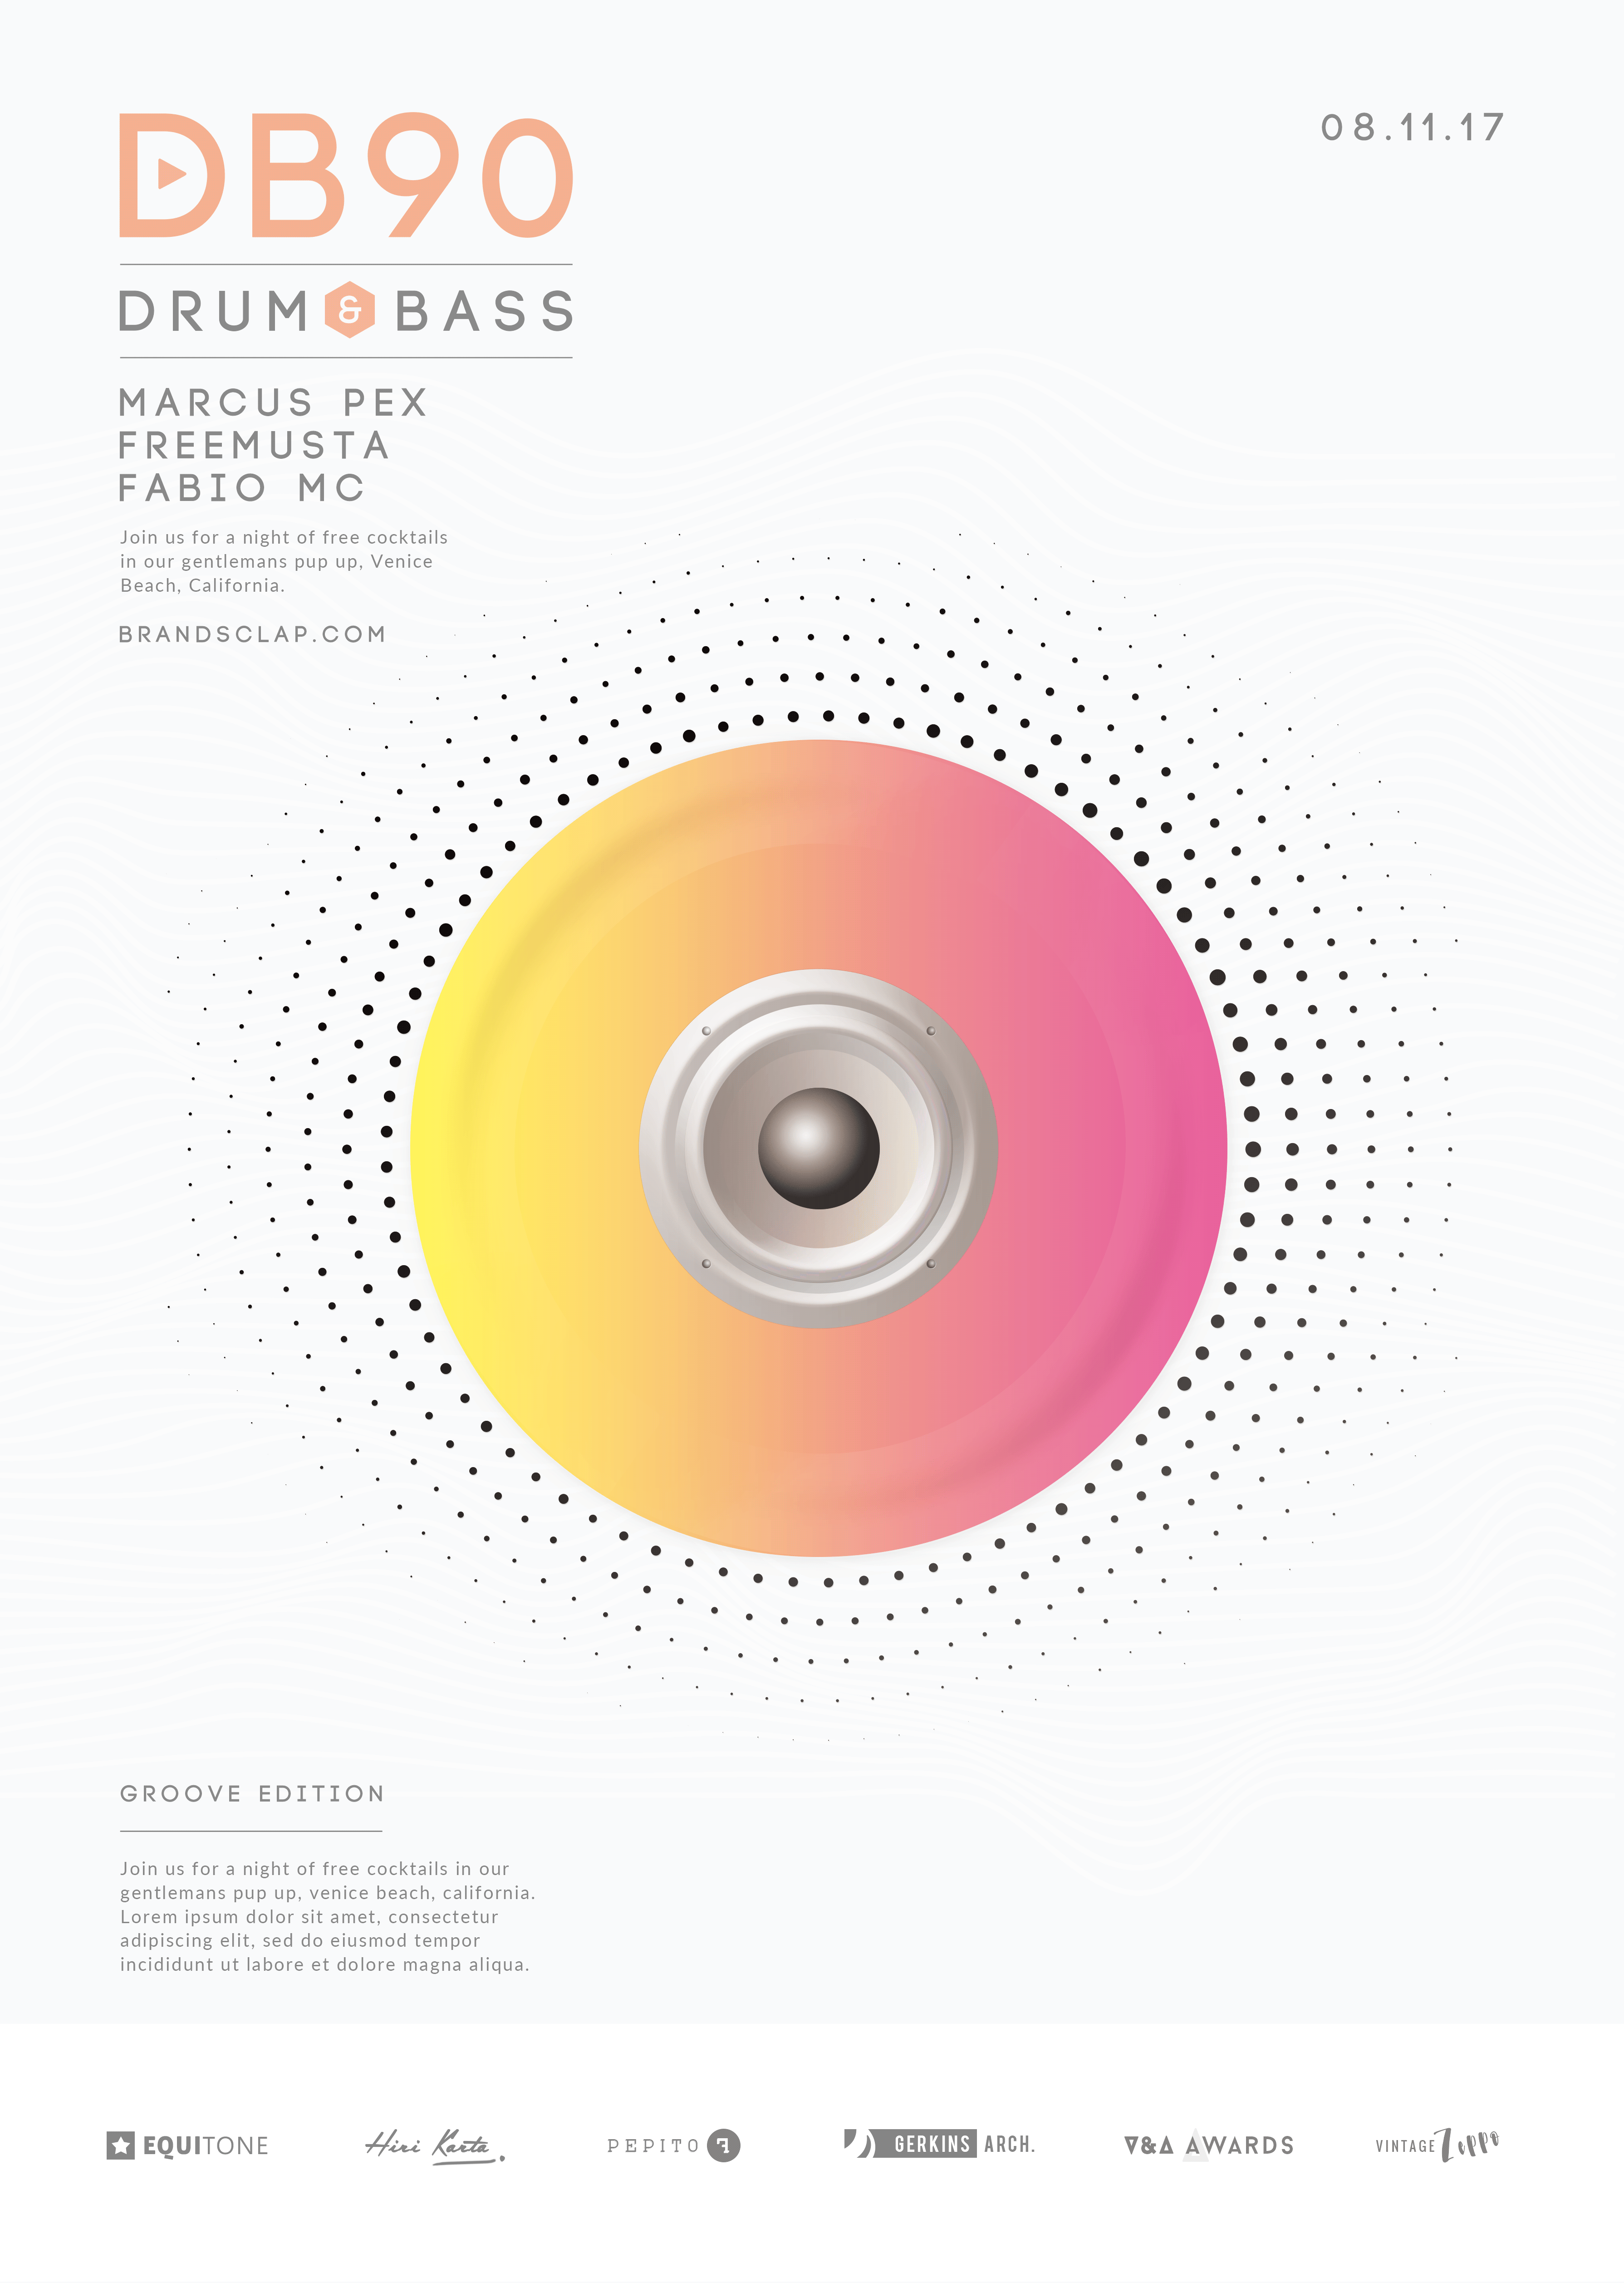 DB90
08.11.17
DRUM & BASS
MARCUS PEX
FREEMUSTA
FABIO MC
Join us for a night of free cocktails
in our gentlemans pup up, Venice
Beach, California.
BRANDSCLAP.COM
GROOVE EDITION
Join us for a night of free cocktails in our
gentlemans pup up, venice beach, california.
Lorem ipsum dolor sit amet, consectetur
adipiscing elit, sed do eiusmod tempor
incididunt ut labore et dolore magna aliqua.
EQUITONE
Hiri Karta.
PEPITO
GERKINS ARCH.
V&A AWARDS
VINTAGE Zeppo